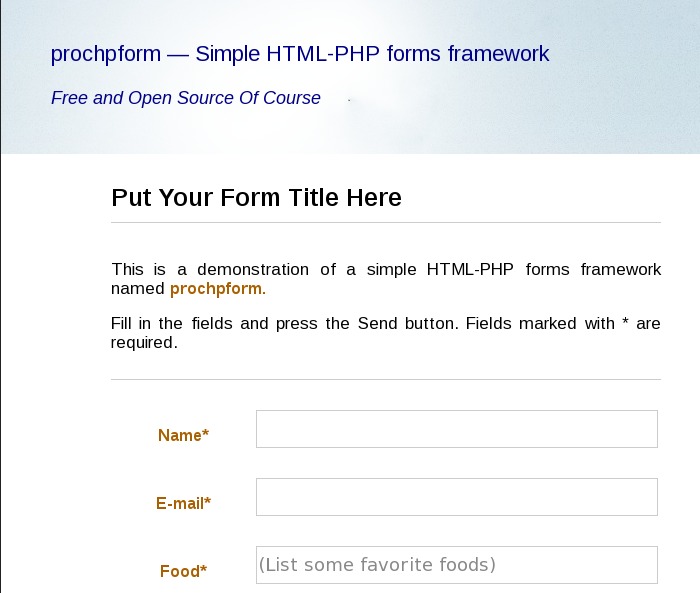 prochpform — Simple HTML-PHP forms framework
Free and Open Source Of Course
Put Your Form Title Here
This is a demonstration of a simple HTML-PHP forms framework
named prochpform.
Fill in the fields and press the Send button. Fields marked with * are
required.
Name*
E-mail*
Food*
(List some favorite foods)